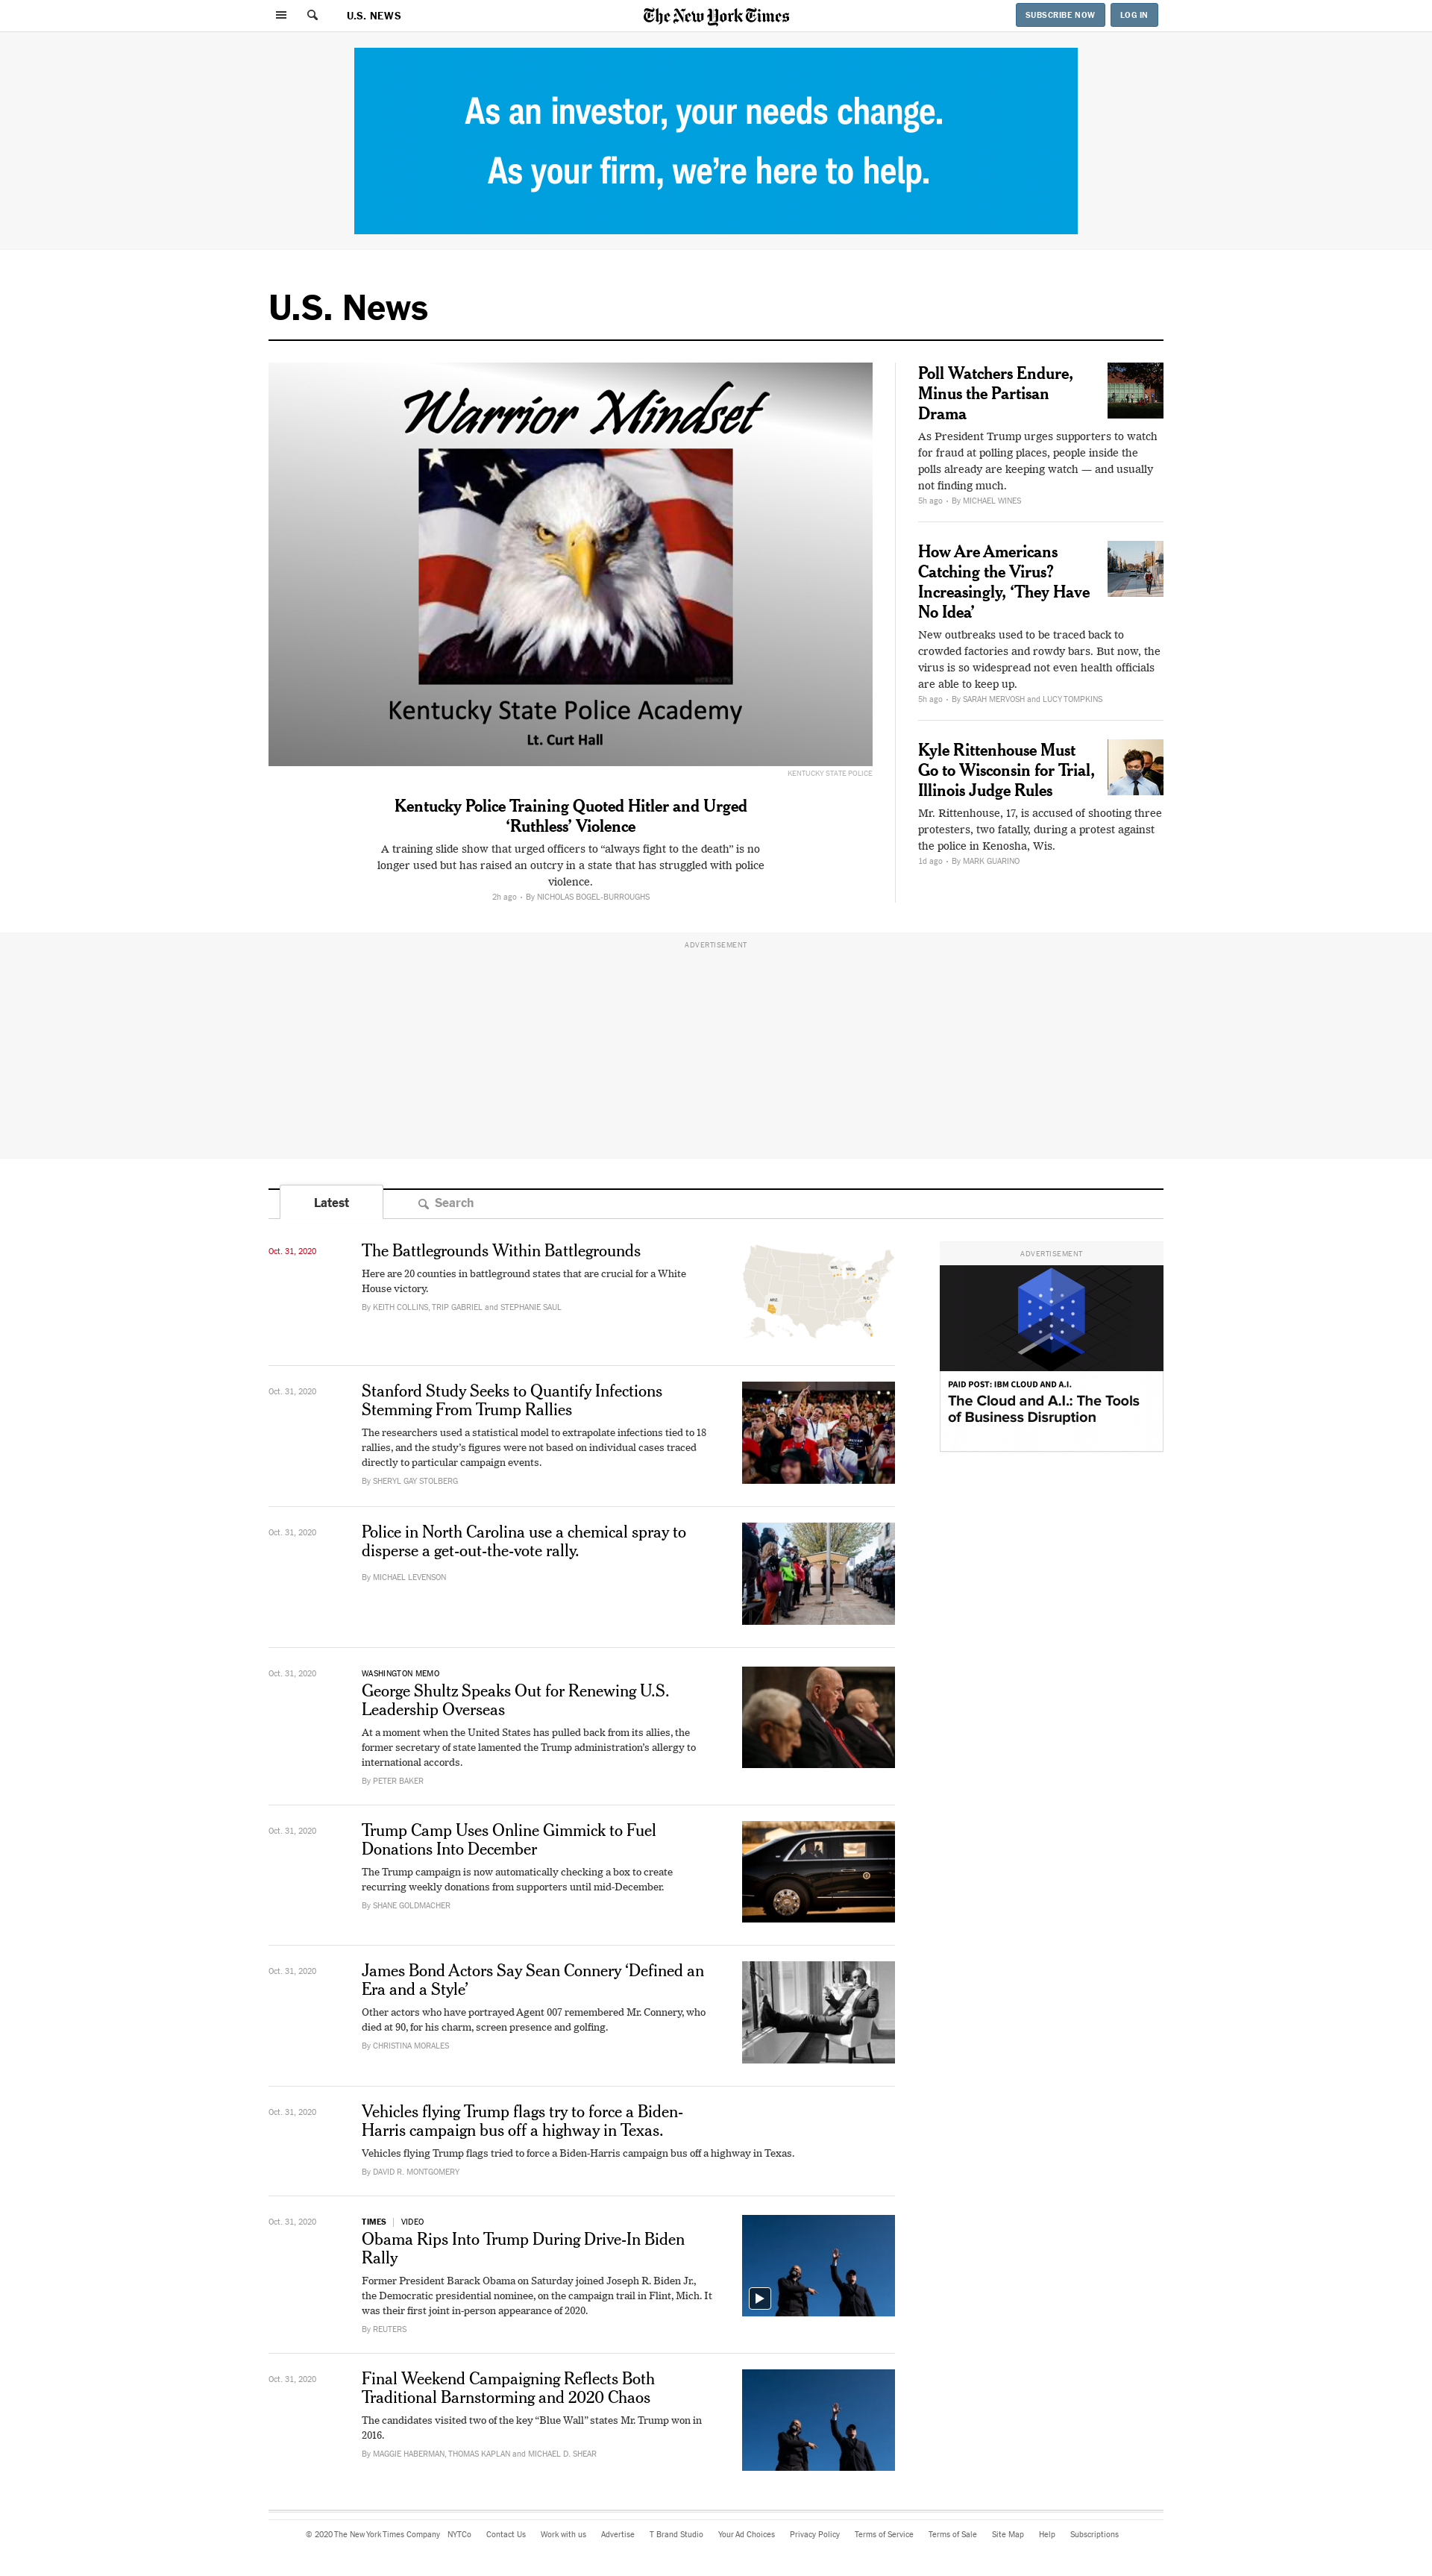 U.S. NEWS
The New York Times
SUBSCRIBE NOW
LOG IN
As an investor, your needs change.
As your firm, we’re here to help.
U.S. News
Warrior Mindset
Kentucky State Police Academy
Lt. Curt Hall
KENTUCKY STATE POLICE
Kentucky Police Training Quoted Hitler and Urged
‘Ruthless’ Violence
A training slide show that urged officers to “always fight to the death” is no
longer used but has raised an outcry in a state that has struggled with police
violence.
2h ago • By NICHOLAS BOGEL-BURROUGHS
Poll Watchers Endure,
Minus the Partisan
Drama
As President Trump urges supporters to watch
for fraud at polling places, people inside the
polls already are keeping watch — and usually
not finding much.
5h ago • By MICHAEL WINES
How Are Americans
Catching the Virus?
Increasingly, ‘They Have
No Idea’
New outbreaks used to be traced back to
crowded factories and rowdy bars. But now, the
virus is so widespread not even health officials
are able to keep up.
5h ago • By SARAH MERVOSH and LUCY TOMPKINS
Kyle Rittenhouse Must
Go to Wisconsin for Trial,
Illinois Judge Rules
Mr. Rittenhouse, 17, is accused of shooting three
protesters, two fatally, during a protest against
the police in Kenosha, Wis.
1d ago • By MARK GUARINO
ADVERTISEMENT
Latest
Search
Oct. 31, 2020
The Battlegrounds Within Battlegrounds
Here are 20 counties in battleground states that are crucial for a White
House victory.
By KEITH COLLINS, TRIP GABRIEL and STEPHANIE SAUL
WIS.
MICH.
PA.
ARIZ.
N.C.
FLA.
ADVERTISEMENT
PAID POST: IBM CLOUD AND A.I.
The Cloud and A.I.: The Tools
of Business Disruption
Oct. 31, 2020
Stanford Study Seeks to Quantify Infections
Stemming From Trump Rallies
The researchers used a statistical model to extrapolate infections tied to 18
rallies, and the study’s figures were not based on individual cases traced
directly to particular campaign events.
By SHERYL GAY STOLBERG
Oct. 31, 2020
Police in North Carolina use a chemical spray to
disperse a get-out-the-vote rally.
By MICHAEL LEVENSON
Oct. 31, 2020
WASHINGTON MEMO
George Shultz Speaks Out for Renewing U.S.
Leadership Overseas
At a moment when the United States has pulled back from its allies, the
former secretary of state lamented the Trump administration’s allergy to
international accords.
By PETER BAKER
Oct. 31, 2020
Trump Camp Uses Online Gimmick to Fuel
Donations Into December
The Trump campaign is now automatically checking a box to create
recurring weekly donations from supporters until mid-December.
By SHANE GOLDMACHER
Oct. 31, 2020
James Bond Actors Say Sean Connery ‘Defined an
Era and a Style’
Other actors who have portrayed Agent 007 remembered Mr. Connery, who
died at 90, for his charm, screen presence and golfing.
By CHRISTINA MORALES
Oct. 31, 2020
Vehicles flying Trump flags try to force a Biden-
Harris campaign bus off a highway in Texas.
Vehicles flying Trump flags tried to force a Biden-Harris campaign bus off a highway in Texas.
By DAVID R. MONTGOMERY
Oct. 31, 2020
TIMES | VIDEO
Obama Rips Into Trump During Drive-In Biden
Rally
Former President Barack Obama on Saturday joined Joseph R. Biden Jr.,
the Democratic presidential nominee, on the campaign trail in Flint, Mich. It
was their first joint in-person appearance of 2020.
By REUTERS
Oct. 31, 2020
Final Weekend Campaigning Reflects Both
Traditional Barnstorming and 2020 Chaos
The candidates visited two of the key “Blue Wall” states Mr. Trump won in
2016.
By MAGGIE HABERMAN, THOMAS KAPLAN and MICHAEL D. SHEAR
© 2020 The New York Times Company NYTCo Contact Us Work with us Advertise T Brand Studio Your Ad Choices Privacy Policy Terms of Service Terms of Sale Site Map Help Subscriptions